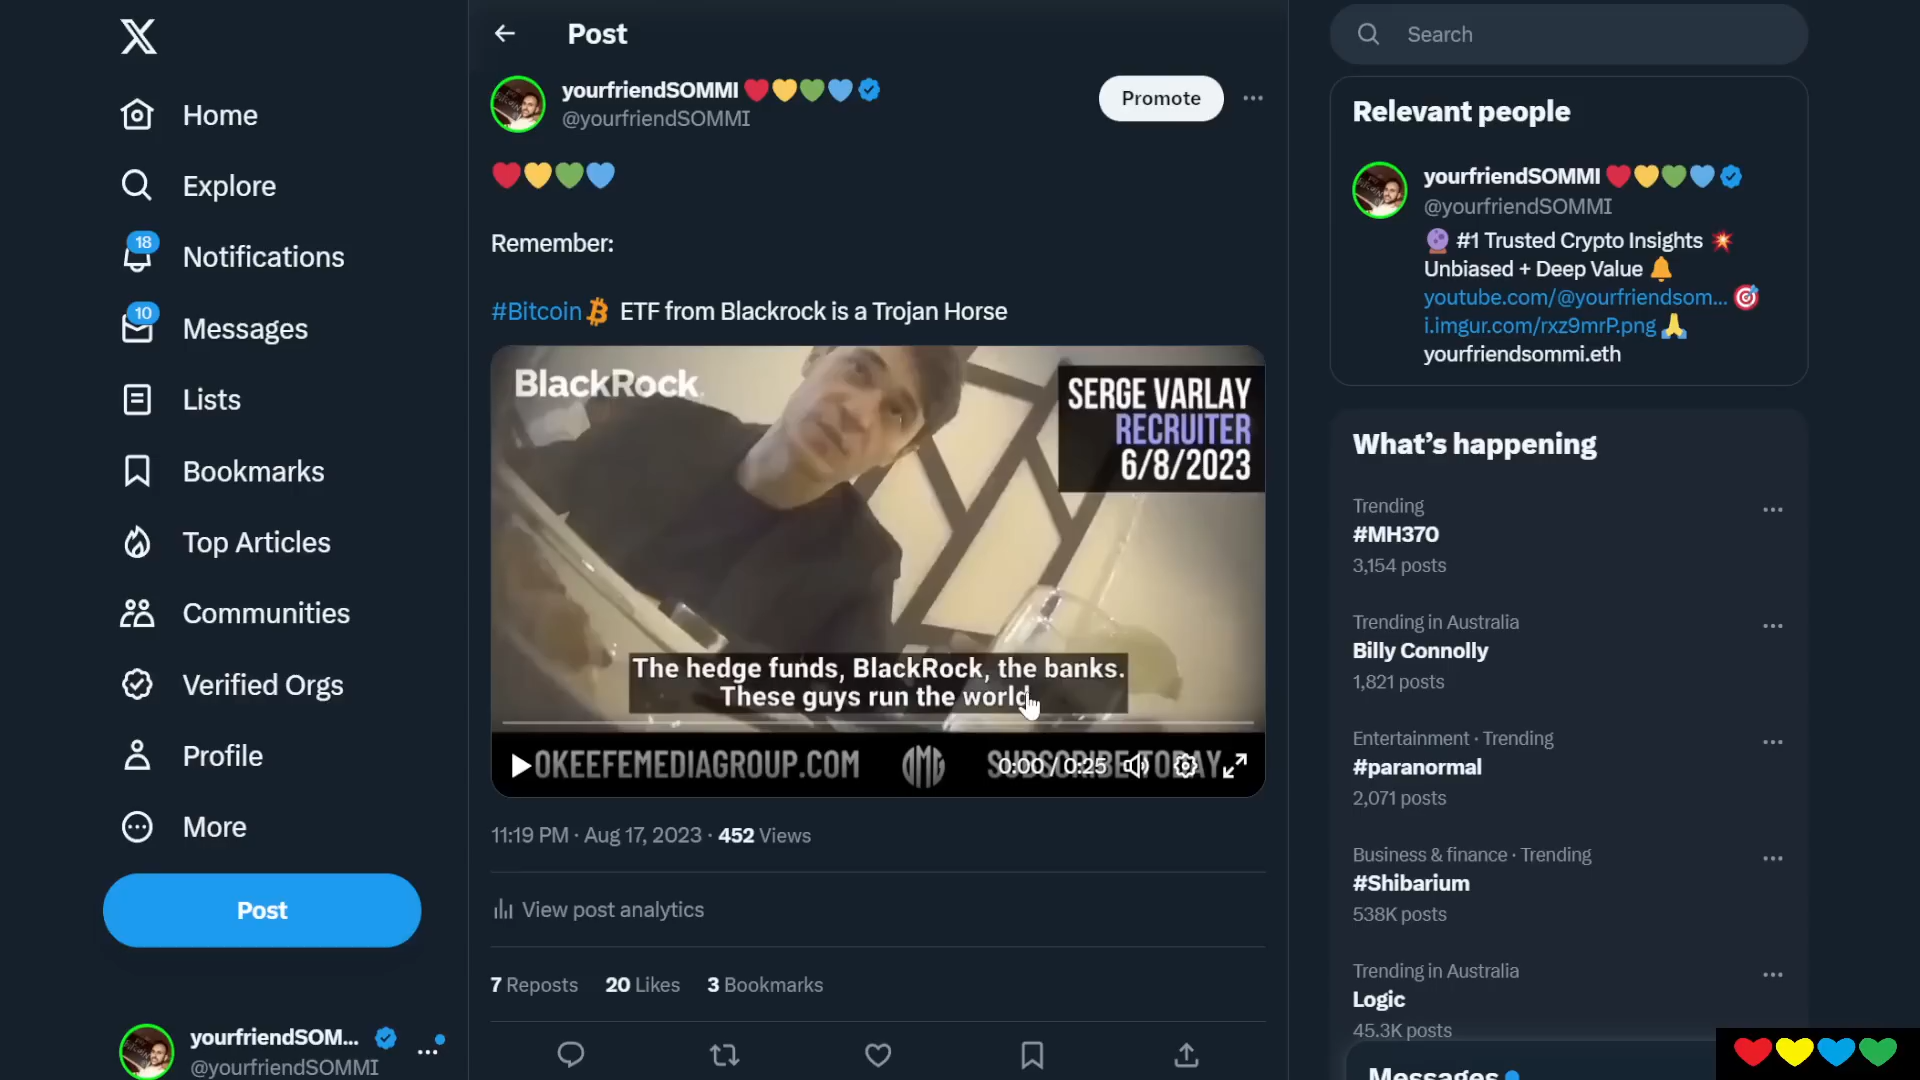 X
Home
Explore
18
Notifications
10
Messages
Lists
Bookmarks
Top Articles
Communities
Verified Orgs
Profile
More
Post
yourfriendSOM...
@yourfriendSOMMI
Post
yourfriendSOMMI ❤️💛💚💙
@yourfriendSOMMI
Promote
❤️💛💚💙
Remember:
#Bitcoin ETF from Blackrock is a Trojan Horse
BlackRock.
SERGE VARLAY
RECRUITER
6/8/2023
The hedge funds, BlackRock, the banks.
These guys run the world.
OKEEFEMEDIAGROUP.COM OMG SUBSCRIBE TODAY
0:00 / 0:25
11:19 PM · Aug 17, 2023 · 452 Views
View post analytics
7 Reposts 20 Likes 3 Bookmarks
Search
Relevant people
yourfriendSOMMI ❤️💛💚💙
@yourfriendSOMMI
🔮 #1 Trusted Crypto Insights 💥
Unbiased + Deep Value 🔔
youtube.com/@yourfriendsom... 🎯
i.imgur.com/rxz9mrP.png 🙏
yourfriendsommi.eth
What's happening
Trending
#MH370
3,154 posts
Trending in Australia
Billy Connolly
1,821 posts
Entertainment · Trending
#paranormal
2,071 posts
Business & finance · Trending
#Shibarium
538K posts
Trending in Australia
Logic
45.3K posts
Messages